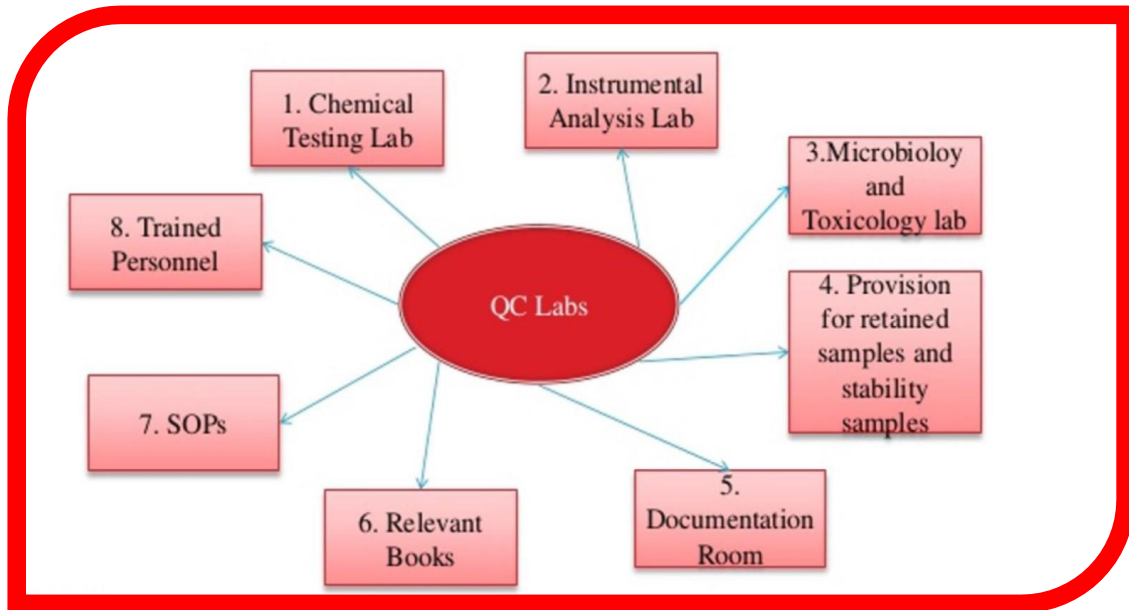 1. Chemical
Testing Lab
2. Instrumental
Analysis Lab
3.Microbioloy
and
Toxicology lab
4. Provision
for retained
samples and
stability
samples
5.
Documentation
Room
6. Relevant
Books
7. SOPs
8. Trained
Personnel
QC Labs